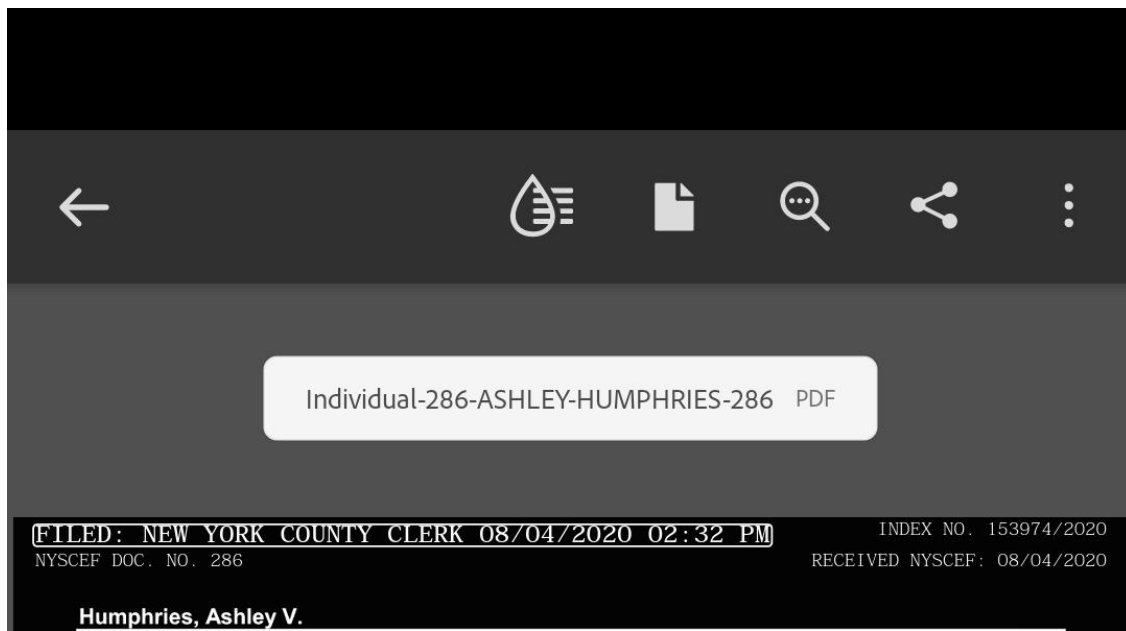 Individual-286-ASHLEY-HUMPHRIES-286 PDF
FILED: NEW YORK COUNTY CLERK 08/04/2020 02:32 PM
INDEX NO. 153974/2020
NYSCEF DOC. NO. 286
RECEIVED NYSCEF: 08/04/2020
Humphries, Ashley V.